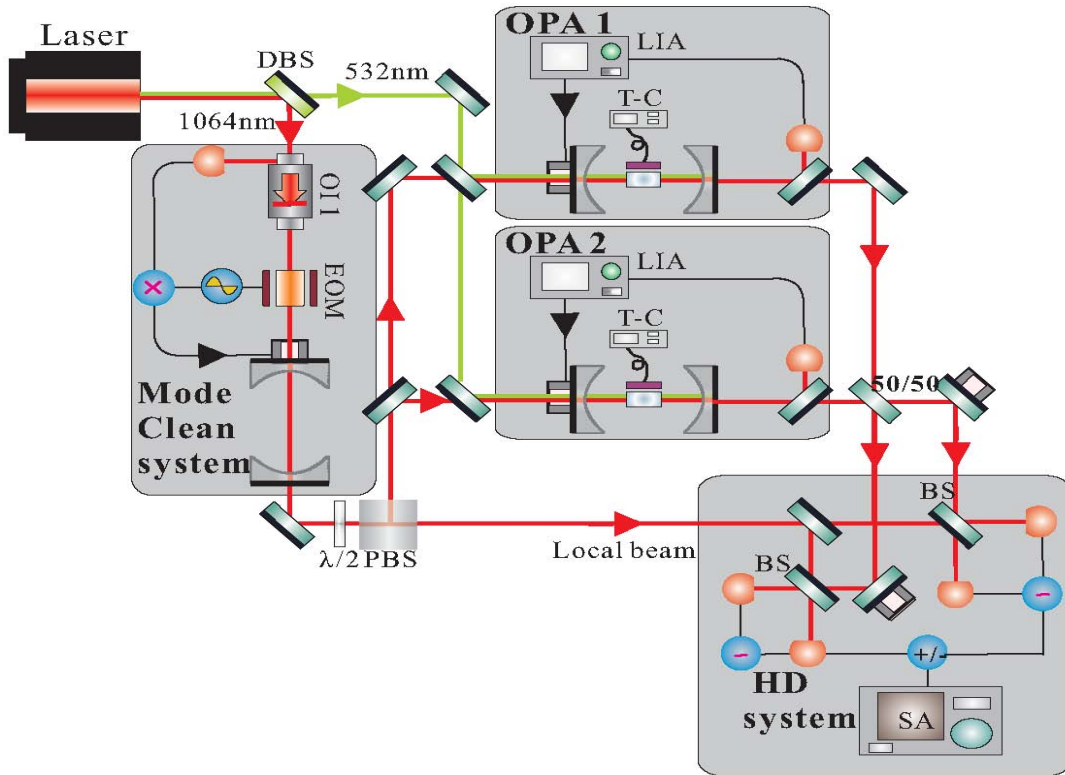 Laser
DBS
532nm
1064nm
OI1
EOM
Mode
Clean
system
λ/2
PBS
OPA 1
LIA
T-C
OPA 2
LIA
T-C
50/50
Local beam
BS
BS
+/-
HD
system
SA